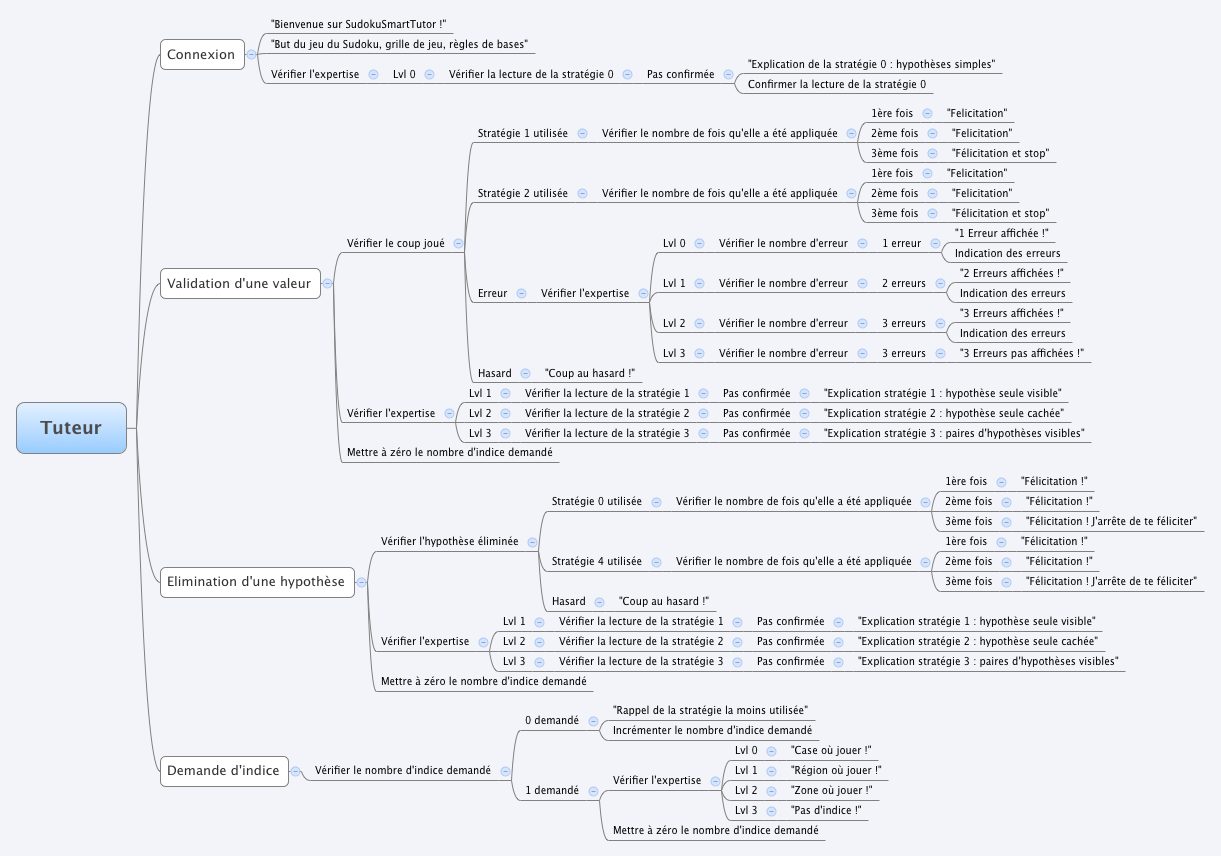 Tuteur
Connexion
"Bienvenue sur SudokuSmartTutor !"
"But du jeu du Sudoku, grille de jeu, règles de bases"
Vérifier l'expertise
Lvl 0
Vérifier la lecture de la stratégie 0
Pas confirmée
"Explication de la stratégie 0 : hypothèses simples"
Confirmer la lecture de la stratégie 0
Validation d'une valeur
Vérifier le coup joué
Stratégie 1 utilisée
Vérifier le nombre de fois qu'elle a été appliquée
1ère fois
"Felicitation"
2ème fois
"Felicitation"
3ème fois
"Félicitation et stop"
Stratégie 2 utilisée
Vérifier le nombre de fois qu'elle a été appliquée
1ère fois
"Felicitation"
2ème fois
"Felicitation"
3ème fois
"Félicitation et stop"
Erreur
Vérifier l'expertise
Lvl 0
Vérifier le nombre d'erreur
1 erreur
"1 Erreur affichée !"
Indication des erreurs
Lvl 1
Vérifier le nombre d'erreur
2 erreurs
"2 Erreurs affichées !"
Indication des erreurs
Lvl 2
Vérifier le nombre d'erreur
3 erreurs
"3 Erreurs affichées !"
Indication des erreurs
Lvl 3
Vérifier le nombre d'erreur
3 erreurs
"3 Erreurs pas affichées !"
Hasard
"Coup au hasard !"
Vérifier l'expertise
Lvl 1
Vérifier la lecture de la stratégie 1
Pas confirmée
"Explication stratégie 1 : hypothèse seule visible"
Lvl 2
Vérifier la lecture de la stratégie 2
Pas confirmée
"Explication stratégie 2 : hypothèse seule cachée"
Lvl 3
Vérifier la lecture de la stratégie 3
Pas confirmée
"Explication stratégie 3 : paires d'hypothèses visibles"
Mettre à zéro le nombre d'indice demandé
Elimination d'une hypothèse
Vérifier l'hypothèse éliminée
Stratégie 0 utilisée
Vérifier le nombre de fois qu'elle a été appliquée
1ère fois
"Félicitation !"
2ème fois
"Félicitation !"
3ème fois
"Félicitation ! J'arrête de te féliciter"
Stratégie 4 utilisée
Vérifier le nombre de fois qu'elle a été appliquée
1ère fois
"Félicitation !"
2ème fois
"Félicitation !"
3ème fois
"Félicitation ! J'arrête de te féliciter"
Hasard
"Coup au hasard !"
Vérifier l'expertise
Lvl 1
Vérifier la lecture de la stratégie 1
Pas confirmée
"Explication stratégie 1 : hypothèse seule visible"
Lvl 2
Vérifier la lecture de la stratégie 2
Pas confirmée
"Explication stratégie 2 : hypothèse seule cachée"
Lvl 3
Vérifier la lecture de la stratégie 3
Pas confirmée
"Explication stratégie 3 : paires d'hypothèses visibles"
Mettre à zéro le nombre d'indice demandé
Demande d'indice
Vérifier le nombre d'indice demandé
0 demandé
"Rappel de la stratégie la moins utilisée"
Incrémenter le nombre d'indice demandé
1 demandé
Vérifier l'expertise
Lvl 0
"Case où jouer !"
Lvl 1
"Région où jouer !"
Lvl 2
"Zone où jouer !"
Lvl 3
"Pas d'indice !"
Mettre à zéro le nombre d'indice demandé